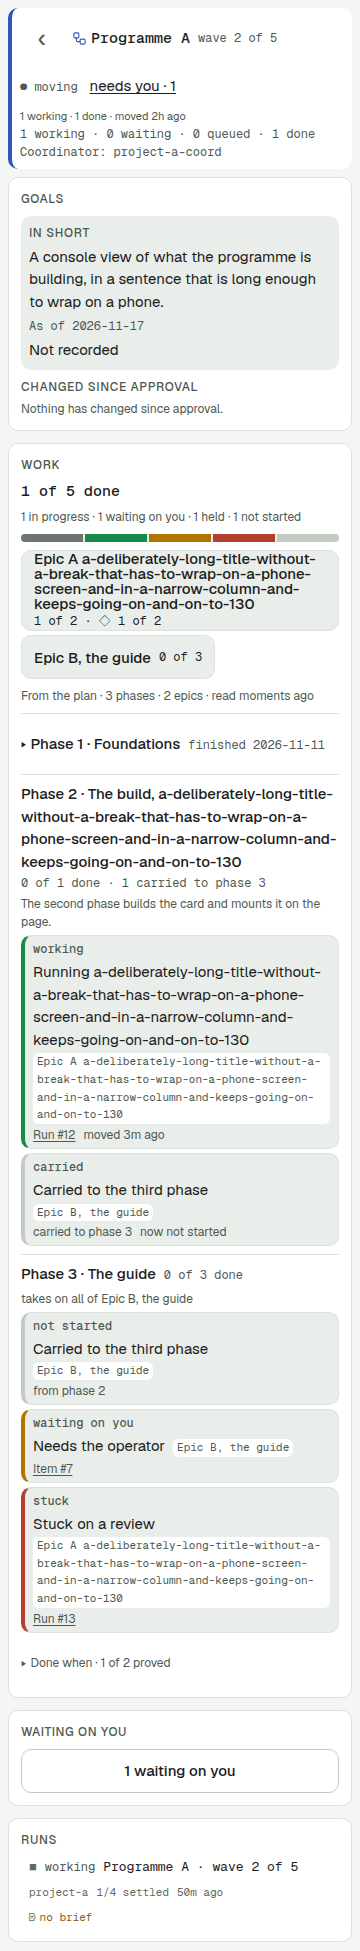 Programme A wave 2 of 5
moving needs you · 1
1 working · 1 done · moved 2h ago
1 working · 0 waiting · 0 queued · 1 done
Coordinator: project-a-coord
GOALS
IN SHORT
A console view of what the programme is
building, in a sentence that is long enough
to wrap on a phone.
As of 2026-11-17
Not recorded
CHANGED SINCE APPROVAL
Nothing has changed since approval.
WORK
1 of 5 done
1 in progress · 1 waiting on you · 1 held · 1 not started
Epic A a-deliberately-long-title-without-
a-break-that-has-to-wrap-on-a-phone-
screen-and-in-a-narrow-column-and-
keeps-going-on-and-on-to-130
1 of 2 · ◇ 1 of 2
Epic B, the guide 0 of 3
From the plan · 3 phases · 2 epics · read moments ago
Phase 1 · Foundations finished 2026-11-11
Phase 2 · The build, a-deliberately-long-title-
without-a-break-that-has-to-wrap-on-a-
phone-screen-and-in-a-narrow-column-and-
keeps-going-on-and-on-to-130
0 of 1 done · 1 carried to phase 3
The second phase builds the card and mounts it on the
page.
working
Running a-deliberately-long-title-without-
a-break-that-has-to-wrap-on-a-phone-
screen-and-in-a-narrow-column-and-
keeps-going-on-and-on-to-130
Epic A a-deliberately-long-title-without-a-
break-that-has-to-wrap-on-a-phone-screen-
and-in-a-narrow-column-and-keeps-going-on-
and-on-to-130
Run #12 moved 3m ago
carried
Carried to the third phase
Epic B, the guide
carried to phase 3 now not started
Phase 3 · The guide 0 of 3 done
takes on all of Epic B, the guide
not started
Carried to the third phase
Epic B, the guide
from phase 2
waiting on you
Needs the operator Epic B, the guide
Item #7
stuck
Stuck on a review
Epic A a-deliberately-long-title-without-a-
break-that-has-to-wrap-on-a-phone-screen-
and-in-a-narrow-column-and-keeps-going-on-
and-on-to-130
Run #13
Done when · 1 of 2 proved
WAITING ON YOU
1 waiting on you
RUNS
working Programme A · wave 2 of 5
project-a 1/4 settled 50m ago
no brief